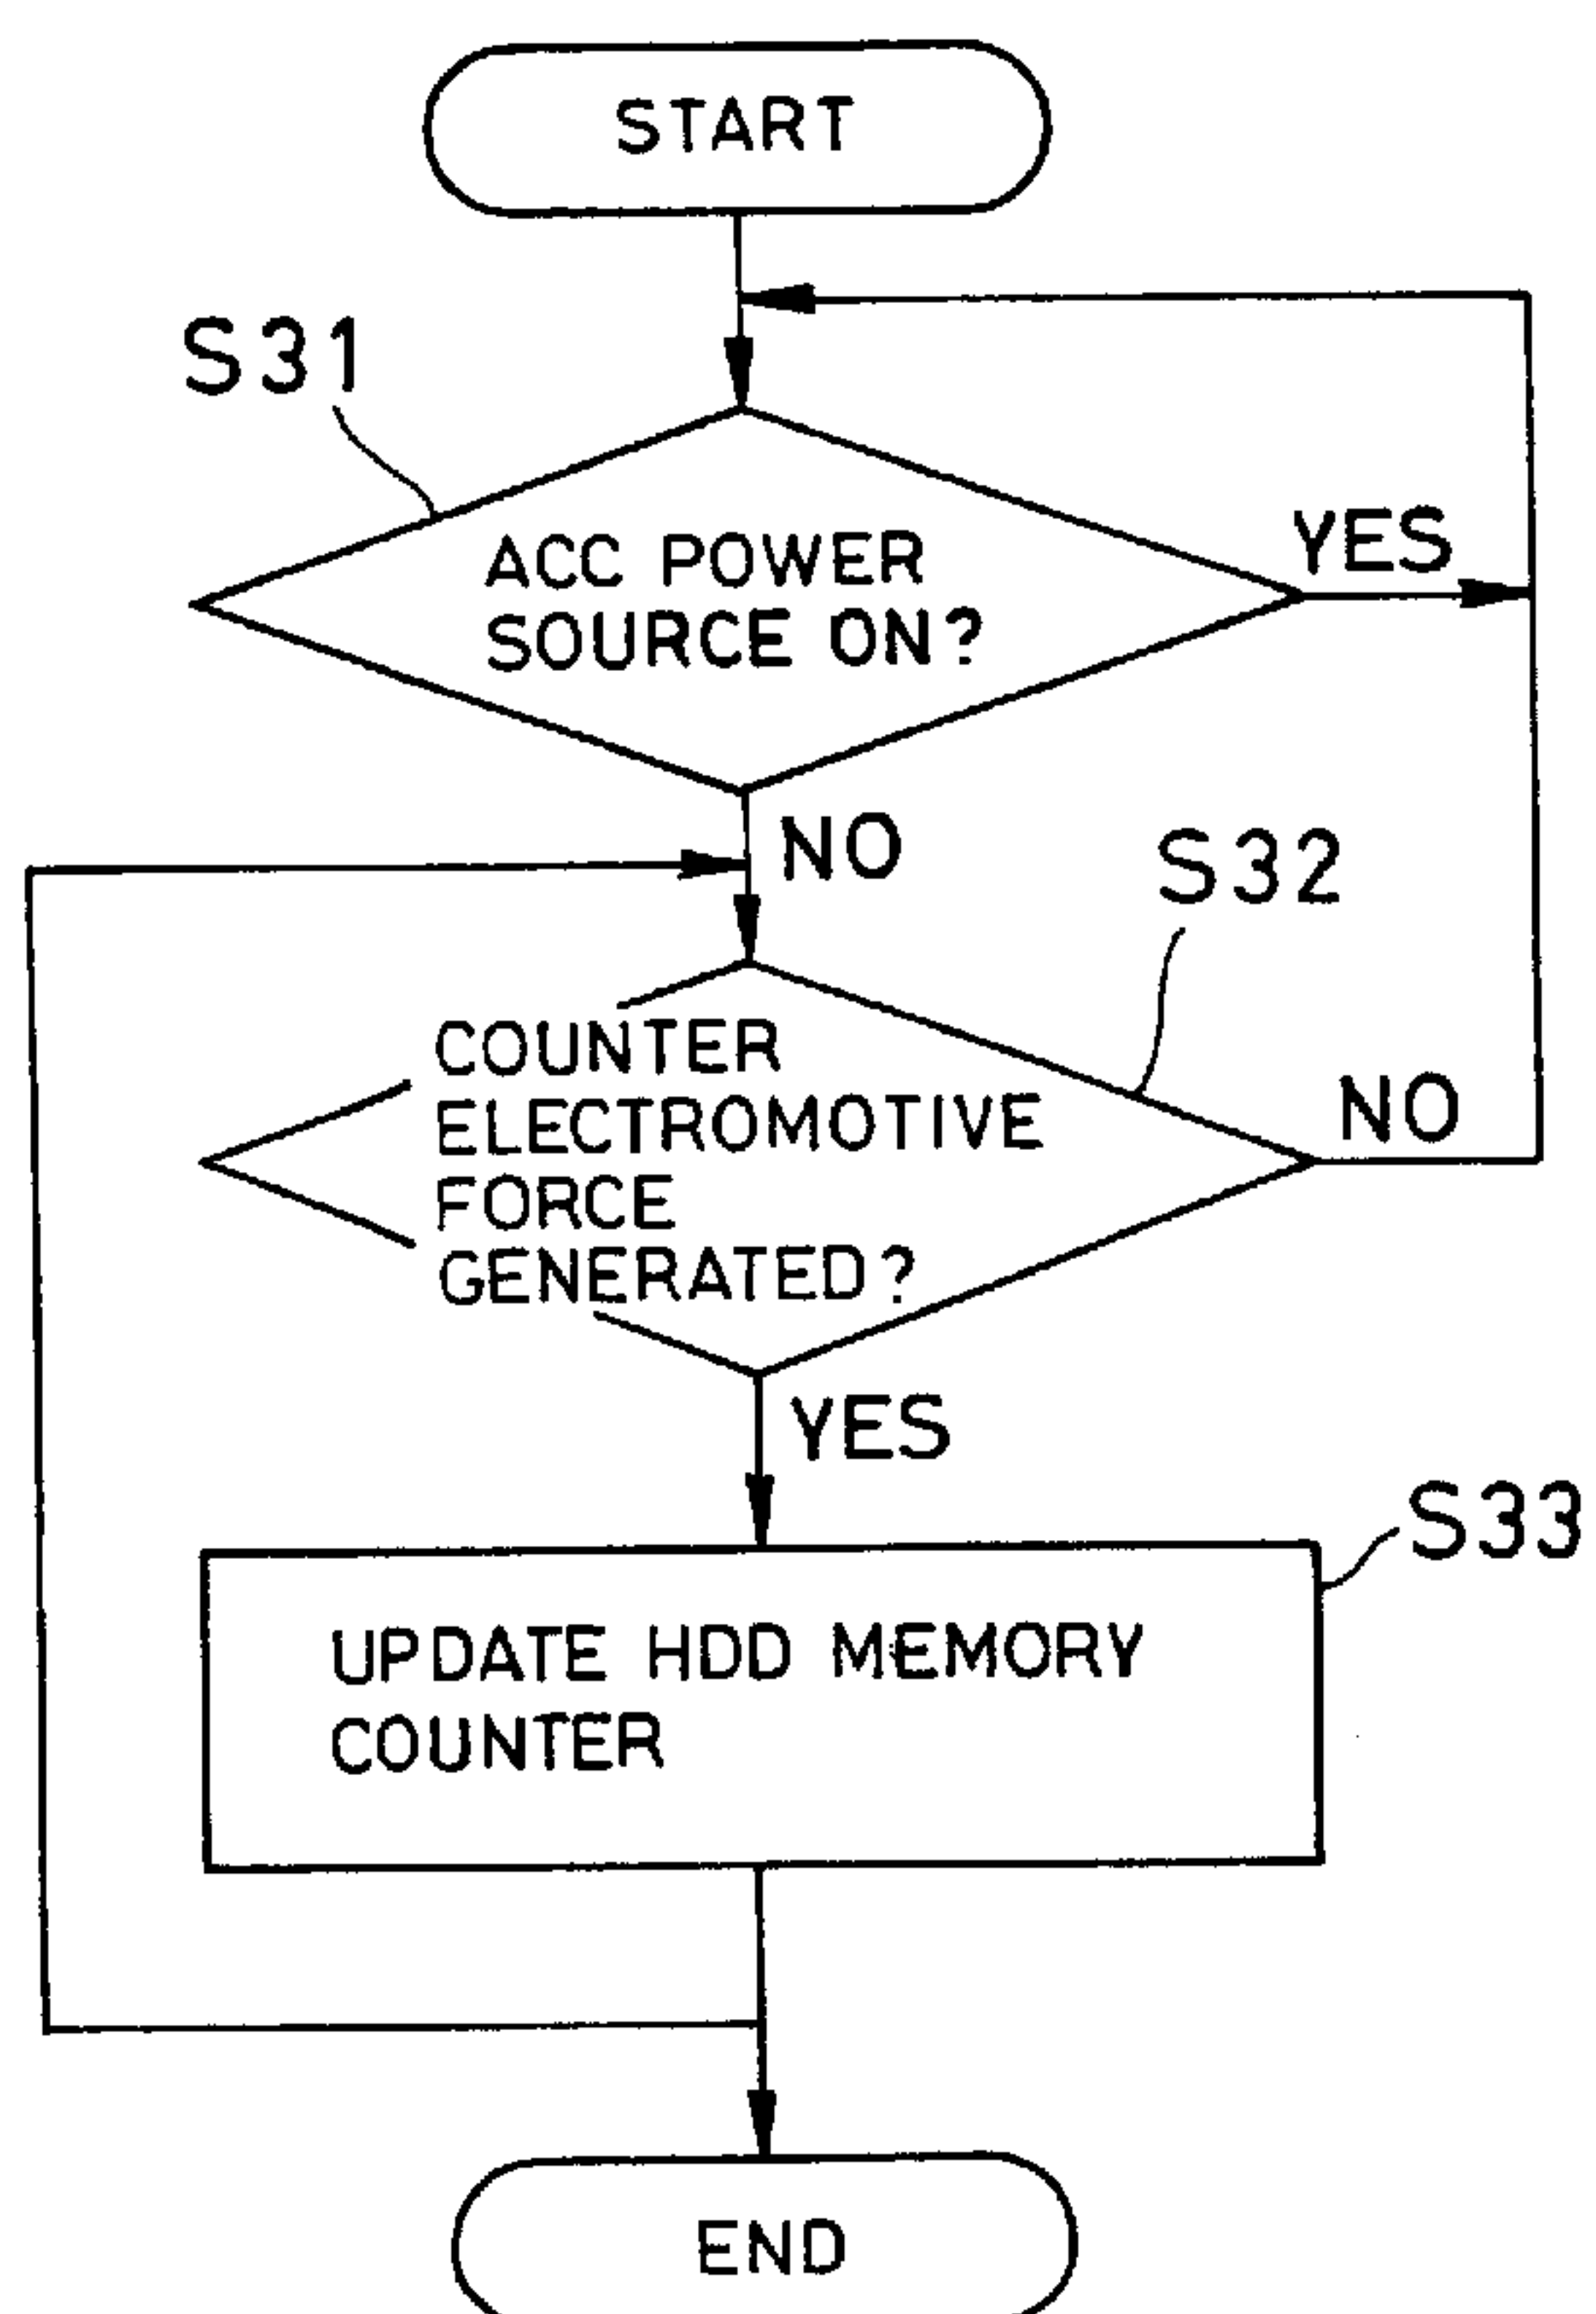 START
S31
ACC POWER
SOURCE ON?
YES
NO
S32
COUNTER
ELECTROMOTIVE
FORCE
GENERATED?
NO
YES
S33
UPDATE HDD MEMORY
COUNTER
END